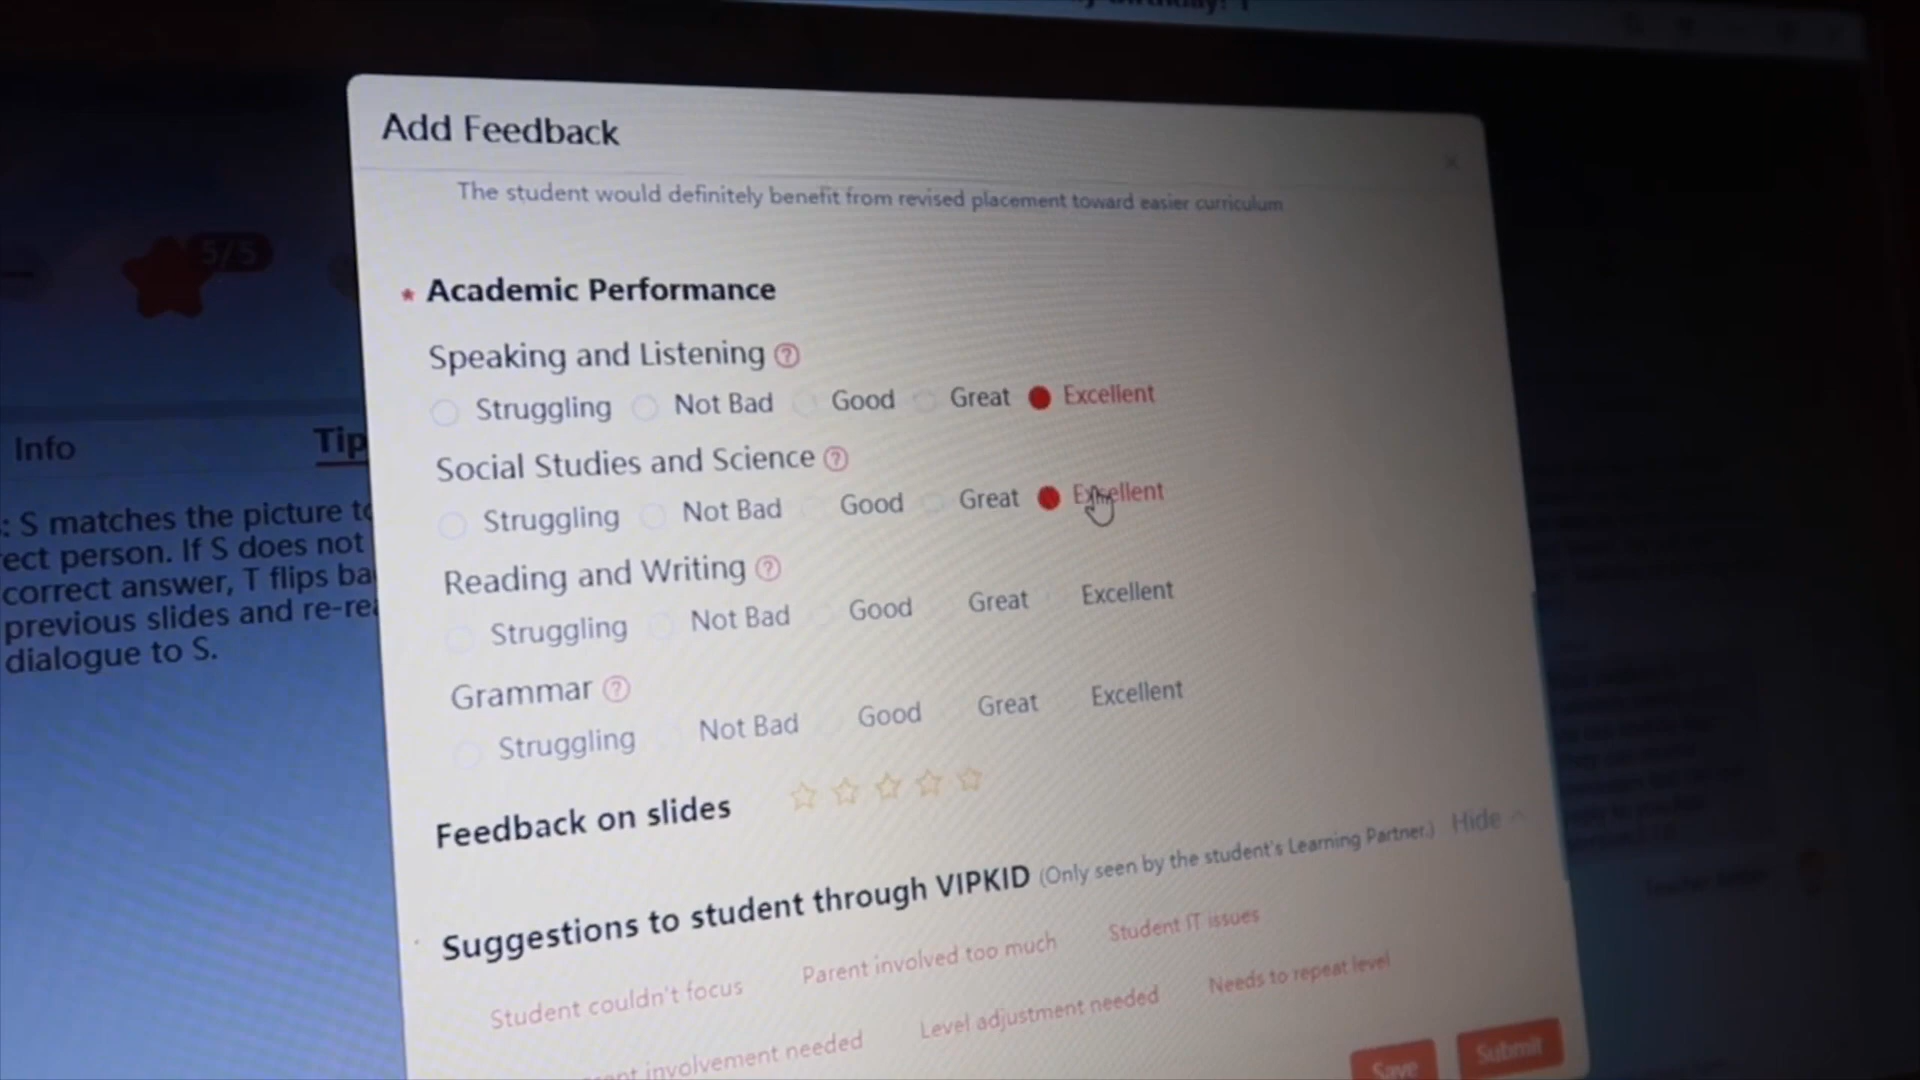 Add Feedback
The student would definitely benefit from revised placement toward easier curriculum
5/5
* Academic Performance
Speaking and Listening ?
Struggling Not Bad Good Great Excellent
Social Studies and Science ?
Struggling Not Bad Good Great Excellent
Reading and Writing ?
Struggling Not Bad Good Great Excellent
Grammar ?
Struggling Not Bad Good Great Excellent
Feedback on slides
Suggestions to student through VIPKID (Only seen by the student's Learning Partner.) Hide
Student couldn't focus Parent involved too much Student IT issues
involvement needed Level adjustment needed Needs to repeat level
Save Submit
Info Tip
: S matches the picture to
ect person. If S does not
correct answer, T flips ba
previous slides and re-rea
dialogue to S.